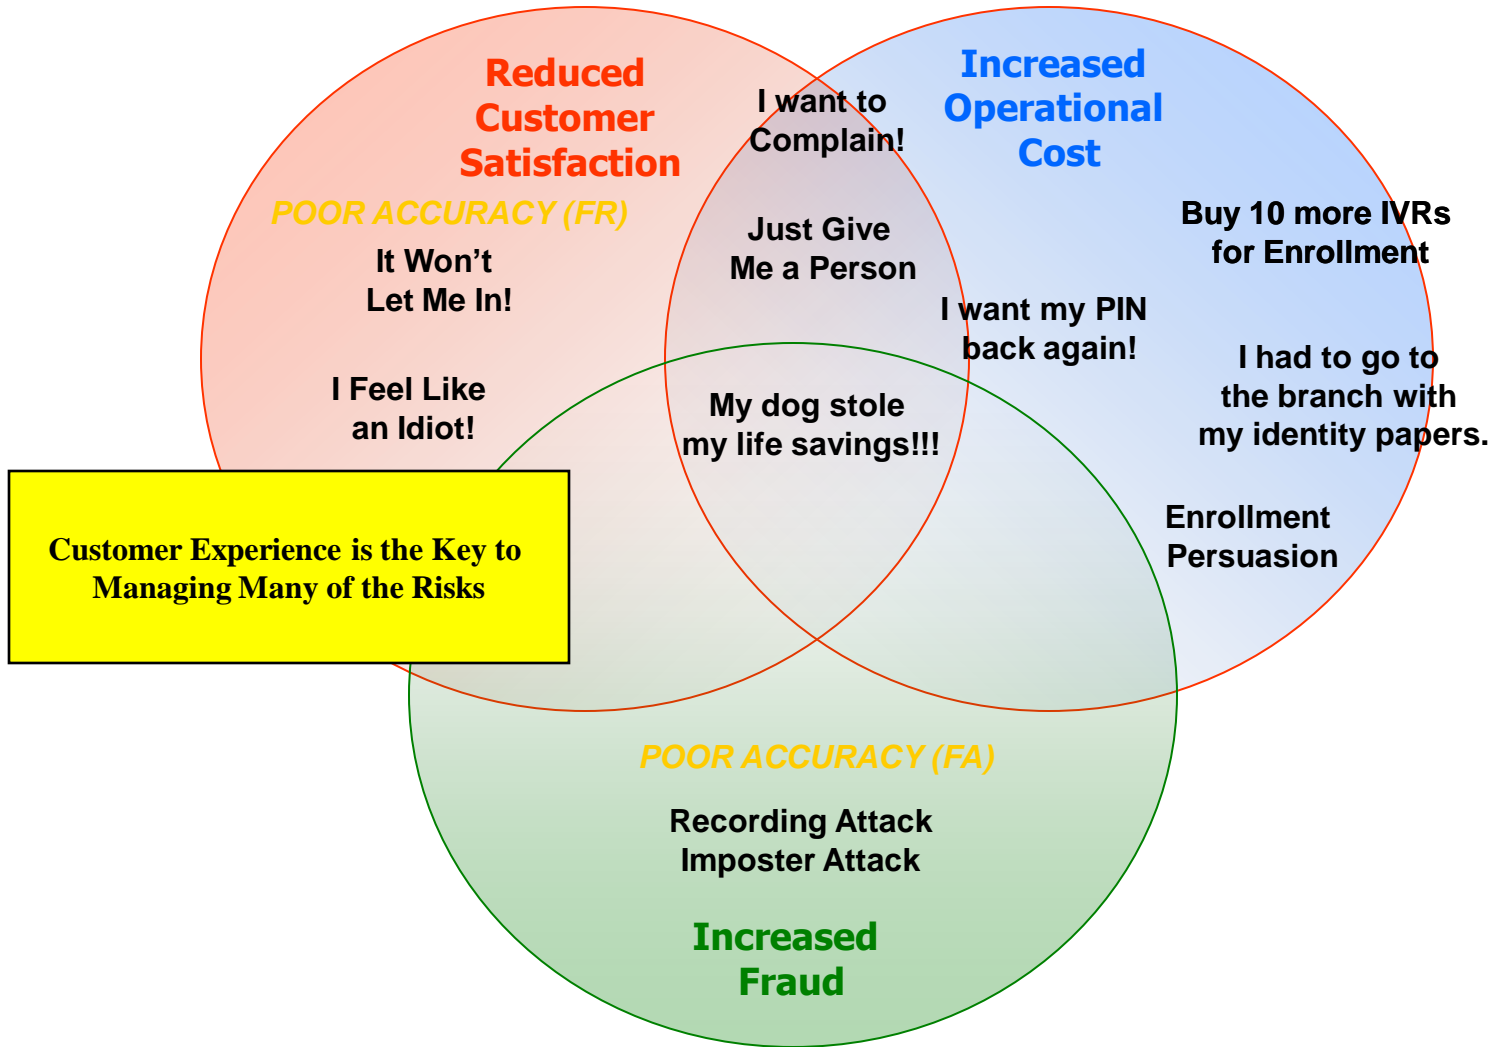 Reduced
Customer
Satisfaction
POOR ACCURACY (FR)
It Won’t
Let Me In!
I Feel Like
an Idiot!
I want to
Complain!
Just Give
Me a Person
My dog stole
my life savings!!!
Increased
Operational
Cost
Buy 10 more IVRs
for Enrollment
I want my PIN
back again!
I had to go to
the branch with
my identity papers.
Enrollment
Persuasion
Customer Experience is the Key to
Managing Many of the Risks
POOR ACCURACY (FA)
Recording Attack
Imposter Attack
Increased
Fraud